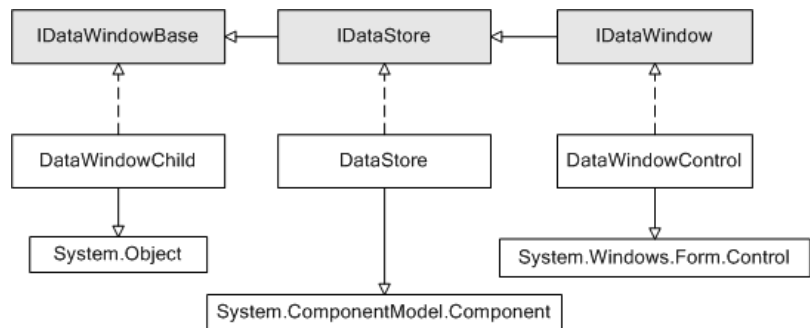 IDataWindowBase
IDataStore
IDataWindow
DataWindowChild
DataStore
DataWindowControl
System.Object
System.Windows.Form.Control
System.ComponentModel.Component